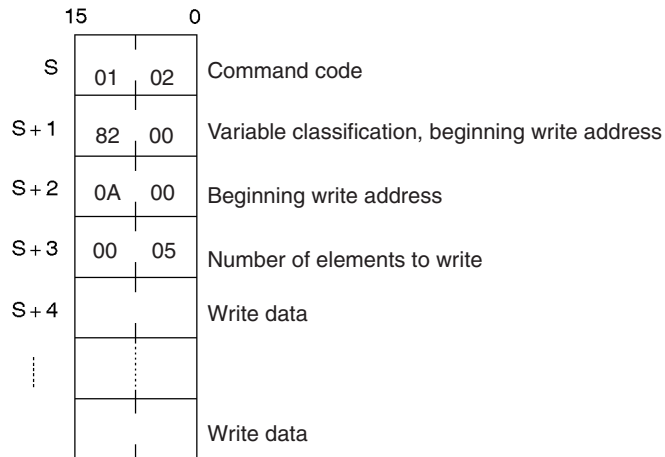 15 0
S 01 02 Command code
S+1 82 00 Variable classification, beginning write address
S+2 0A 00 Beginning write address
S+3 00 05 Number of elements to write
S+4 Write data
Write data